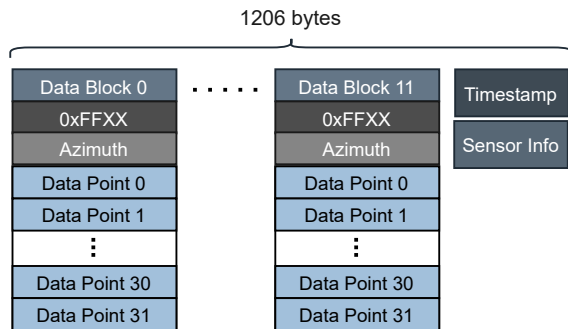 1206 bytes
Data Block 0
0xFFXX
Azimuth
Data Point 0
Data Point 1
Data Point 30
Data Point 31
Data Block 11
0xFFXX
Azimuth
Data Point 0
Data Point 1
Data Point 30
Data Point 31
Timestamp
Sensor Info